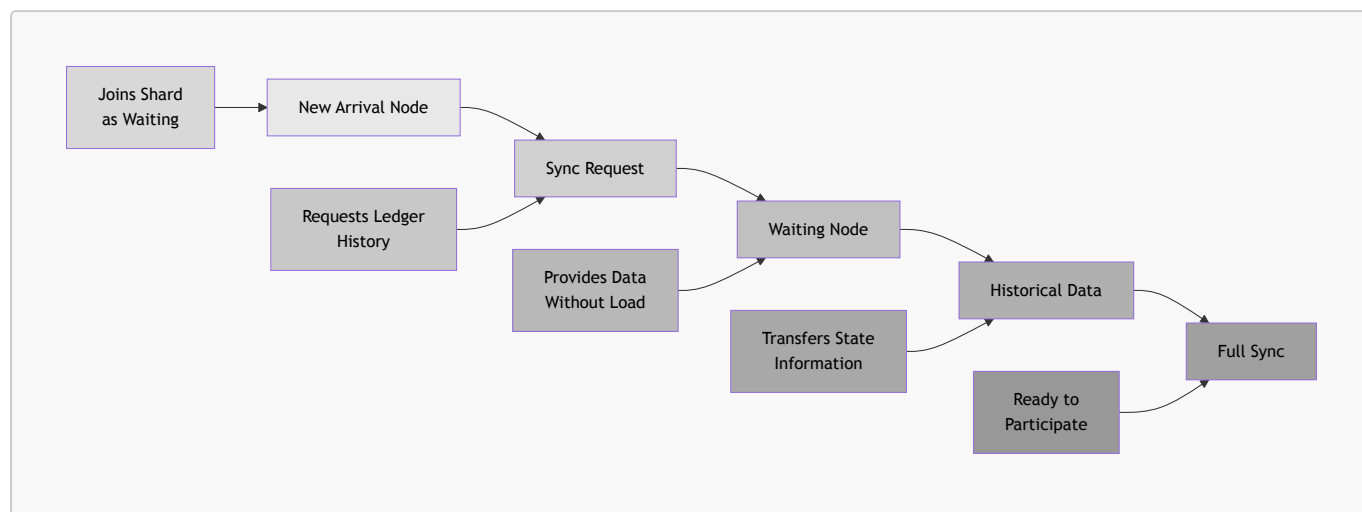 Joins Shard
as Waiting
New Arrival Node
Sync Request
Requests Ledger
History
Waiting Node
Provides Data
Without Load
Historical Data
Transfers State
Information
Full Sync
Ready to
Participate